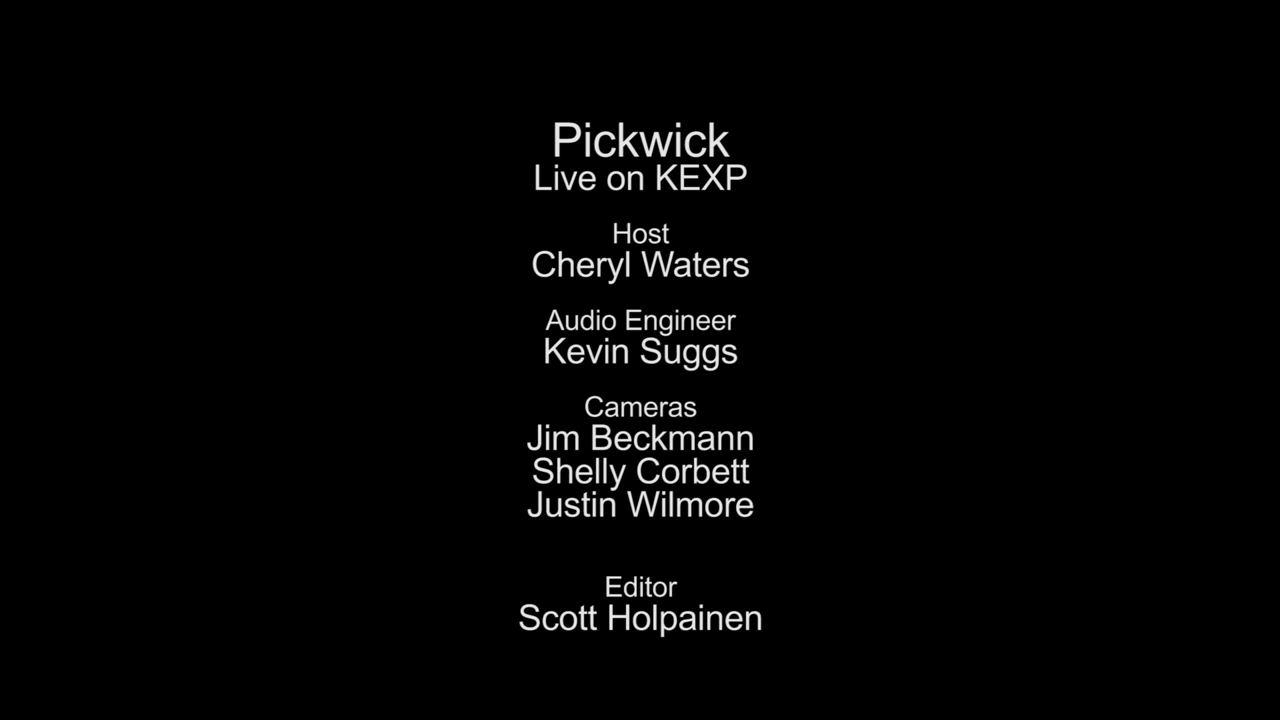 Pickwick
Live on KEXP
Host
Cheryl Waters
Audio Engineer
Kevin Suggs
Cameras
Jim Beckmann
Shelly Corbett
Justin Wilmore
Editor
Scott Holpainen